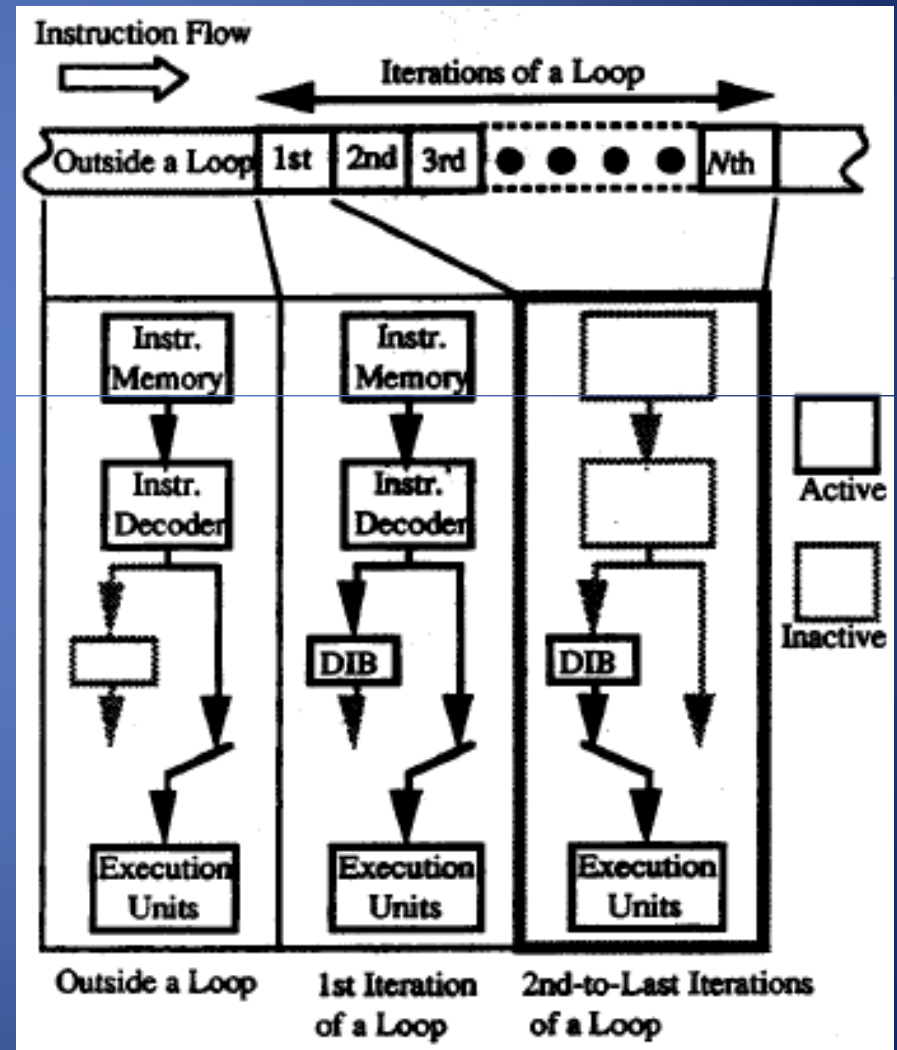 Instruction Flow
Iterations of a Loop
Outside a Loop 1st 2nd 3rd Nth
Instr. Memory
Instr. Memory
Instr. Decoder
Instr. Decoder
Active
Inactive
DIB
DIB
Execution Units
Execution Units
Execution Units
Outside a Loop
1st Iteration
of a Loop
2nd-to-Last Iterations
of a Loop